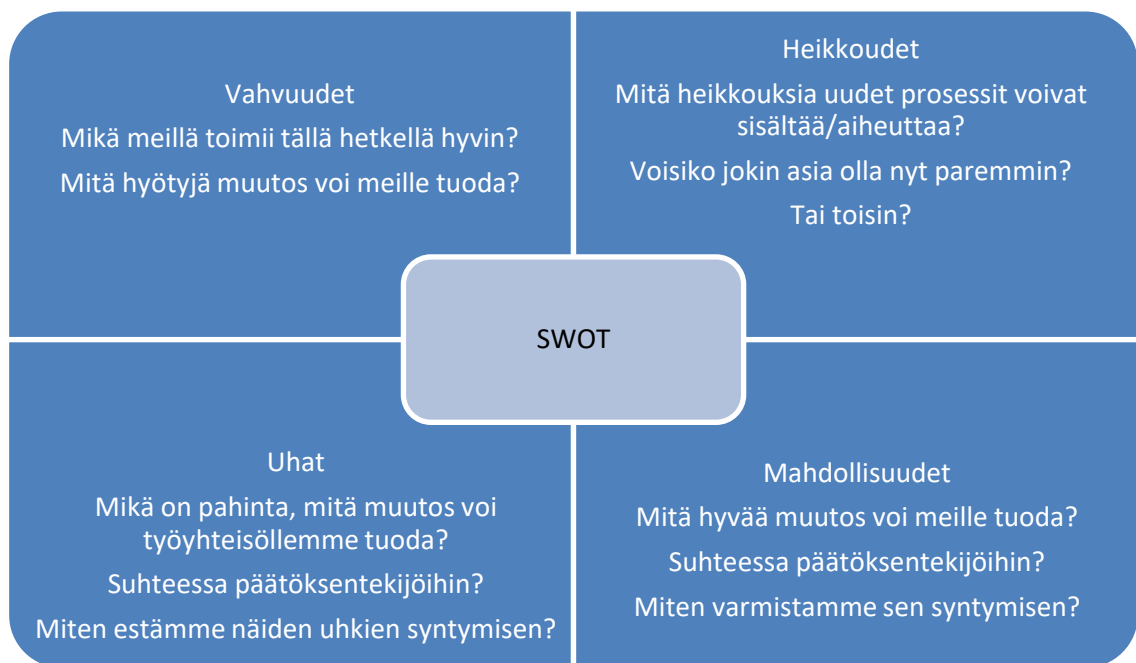 Vahvuudet
Mikä meillä toimii tällä hetkellä hyvin?
Mitä hyötyjä muutos voi meille tuoda?
Heikkoudet
Mitä heikkouksia uudet prosessit voivat
sisältää/aiheuttaa?
Voisiko jokin asia olla nyt paremmin?
Tai toisin?
SWOT
Uhat
Mikä on pahinta, mitä muutos voi
työyhteisöllemme tuoda?
Suhteessa päätöksentekijöihin?
Miten estämme näiden uhkien syntymisen?
Mahdollisuudet
Mitä hyvää muutos voi meille tuoda?
Suhteessa päätöksentekijöihin?
Miten varmistamme sen syntymisen?